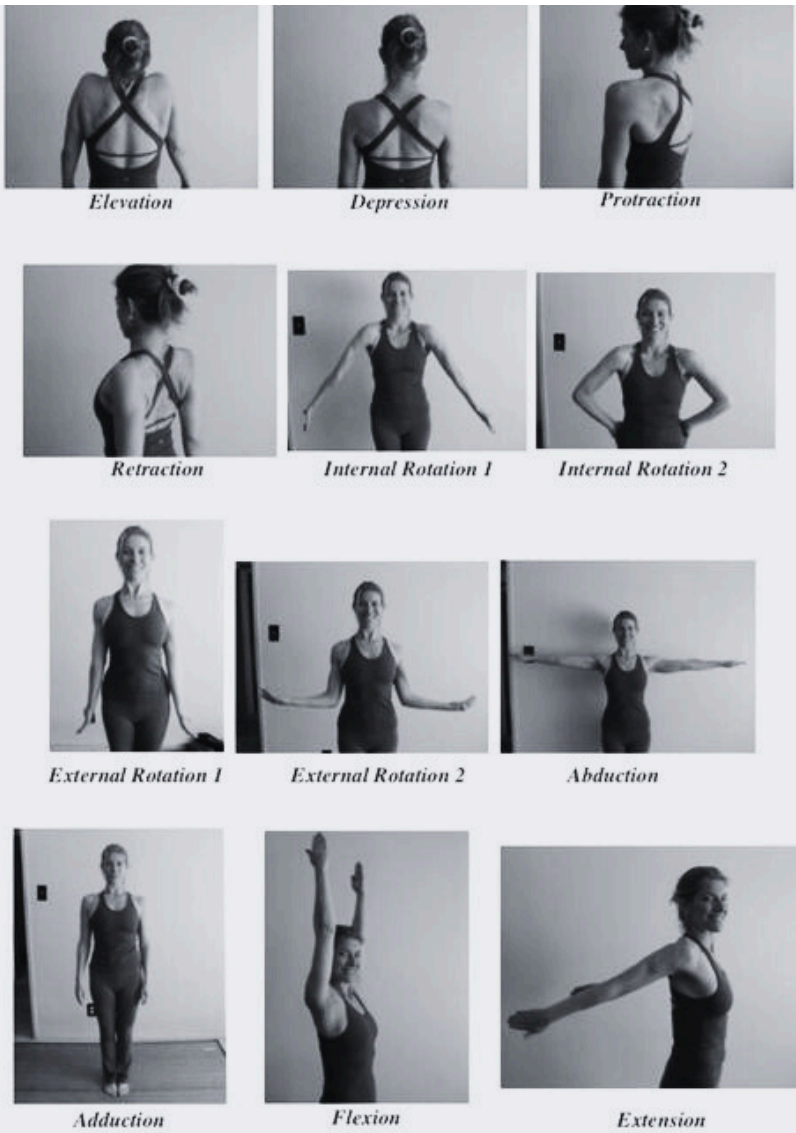 Elevation
Depression
Protraction
Retraction
Internal Rotation 1
Internal Rotation 2
External Rotation 1
External Rotation 2
Abduction
Adduction
Flexion
Extension